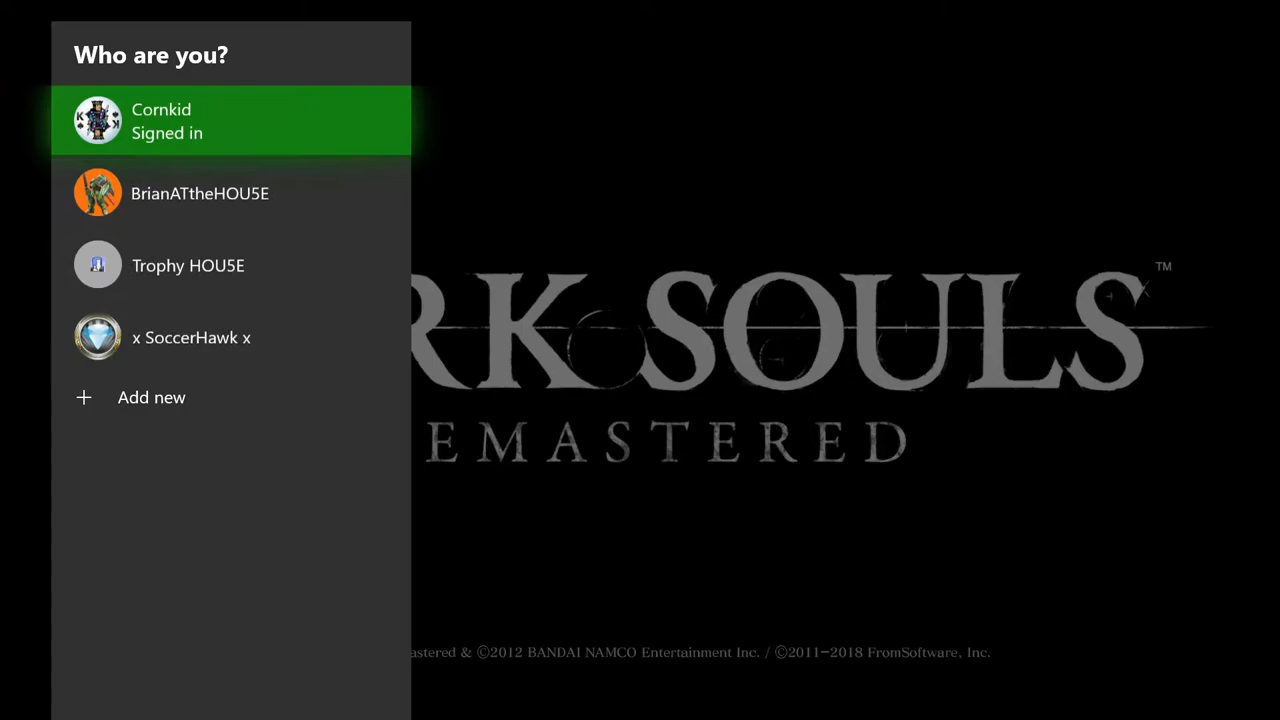 Who are you?
Cornkid
Signed in
BrianATtheHOU5E
Trophy HOU5E
x SoccerHawk x
+ Add new
RK SOULS™
EMASTERED
astered & ©2012 BANDAI NAMCO Entertainment Inc. / ©2011-2018 FromSoftware, Inc.